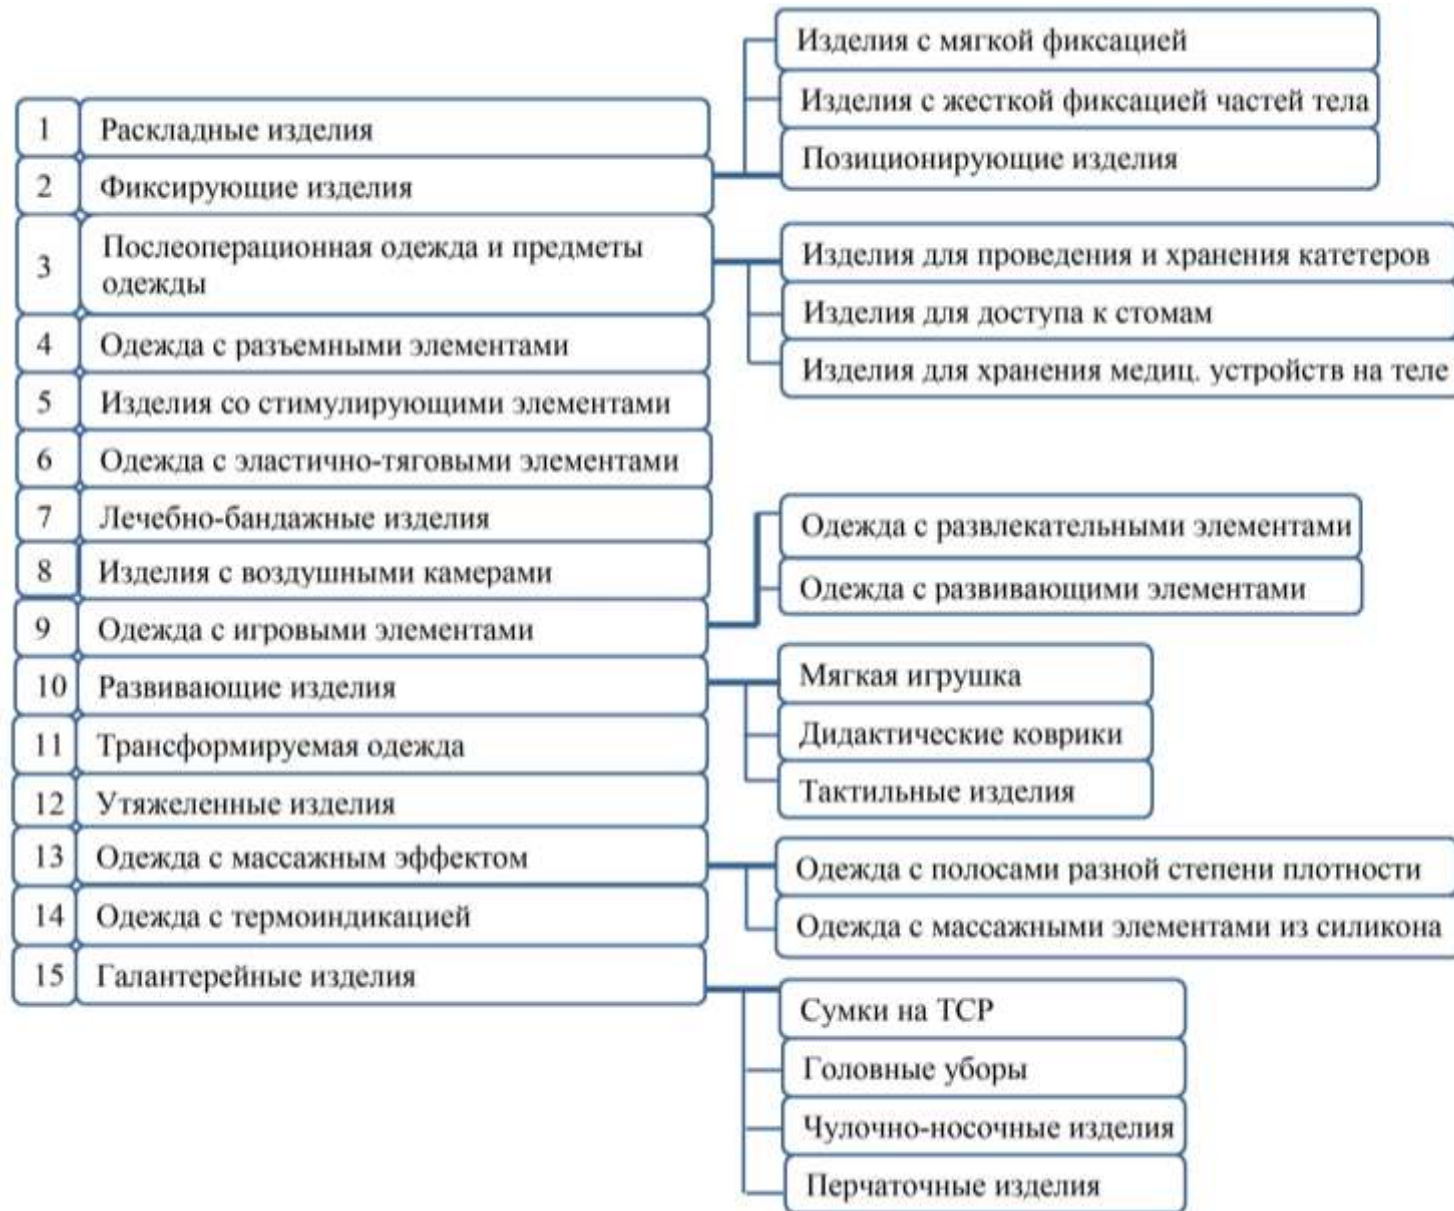 1 Раскладные изделия
2 Фиксирующие изделия
Изделия с мягкой фиксацией
Изделия с жесткой фиксацией частей тела
Позиционирующие изделия
3 Послеоперационная одежда и предметы
одежды
Изделия для проведения и хранения катетеров
Изделия для доступа к стомам
Изделия для хранения медиц. устройств на теле
4 Одежда с разъемными элементами
5 Изделия со стимулирующими элементами
6 Одежда с эластично-тяговыми элементами
7 Лечебно-бандажные изделия
8 Изделия с воздушными камерами
9 Одежда с игровыми элементами
Одежда с развлекательными элементами
Одежда с развивающими элементами
10 Развивающие изделия
Мягкая игрушка
Дидактические коврики
Тактильные изделия
11 Трансформируемая одежда
12 Утяжеленные изделия
13 Одежда с массажным эффектом
Одежда с полосами разной степени плотности
Одежда с массажными элементами из силикона
14 Одежда с термоиндикацией
15 Галантерейные изделия
Сумки на ТСР
Головные уборы
Чулочно-носочные изделия
Перчаточные изделия